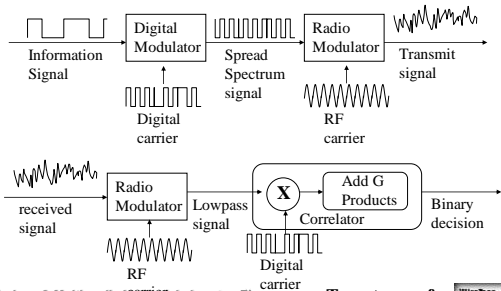 Information
Signal
Digital
Modulator
Spread
Spectrum
signal
Radio
Modulator
Transmit
signal
Digital
carrier
RF
carrier
received
signal
Radio
Modulator
Lowpass
signal
X
Add G
Products
Correlator
Binary
decision
RF
carrier
Digital
carrier